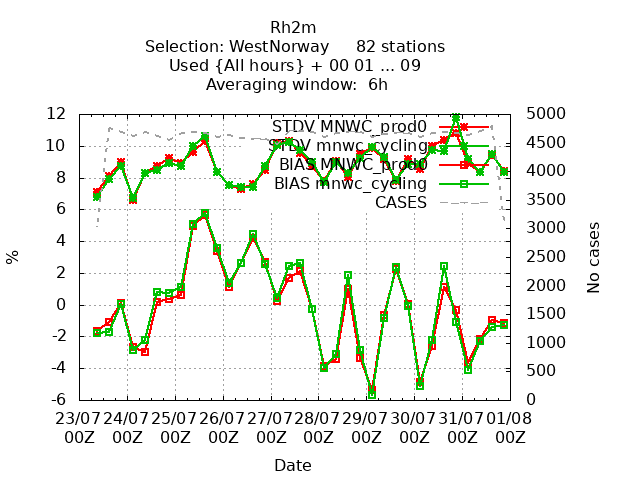 Rh2m
Selection: WestNorway 82 stations
Used {All hours} + 00 01 ... 09
Averaging window: 6h
STDV MNWC_prod0
STDV mnwc_cycling
BIAS MNWC_prod0
BIAS mnwc_cycling
CASES
12
10
8
6
4
2
0
-2
-4
-6
%
5000
4500
4000
3500
3000
2500
2000
1500
1000
500
0
No cases
23/07 24/07 25/07 26/07 27/07 28/07 29/07 30/07 31/07 01/08
00Z 00Z 00Z 00Z 00Z 00Z 00Z 00Z 00Z 00Z
Date